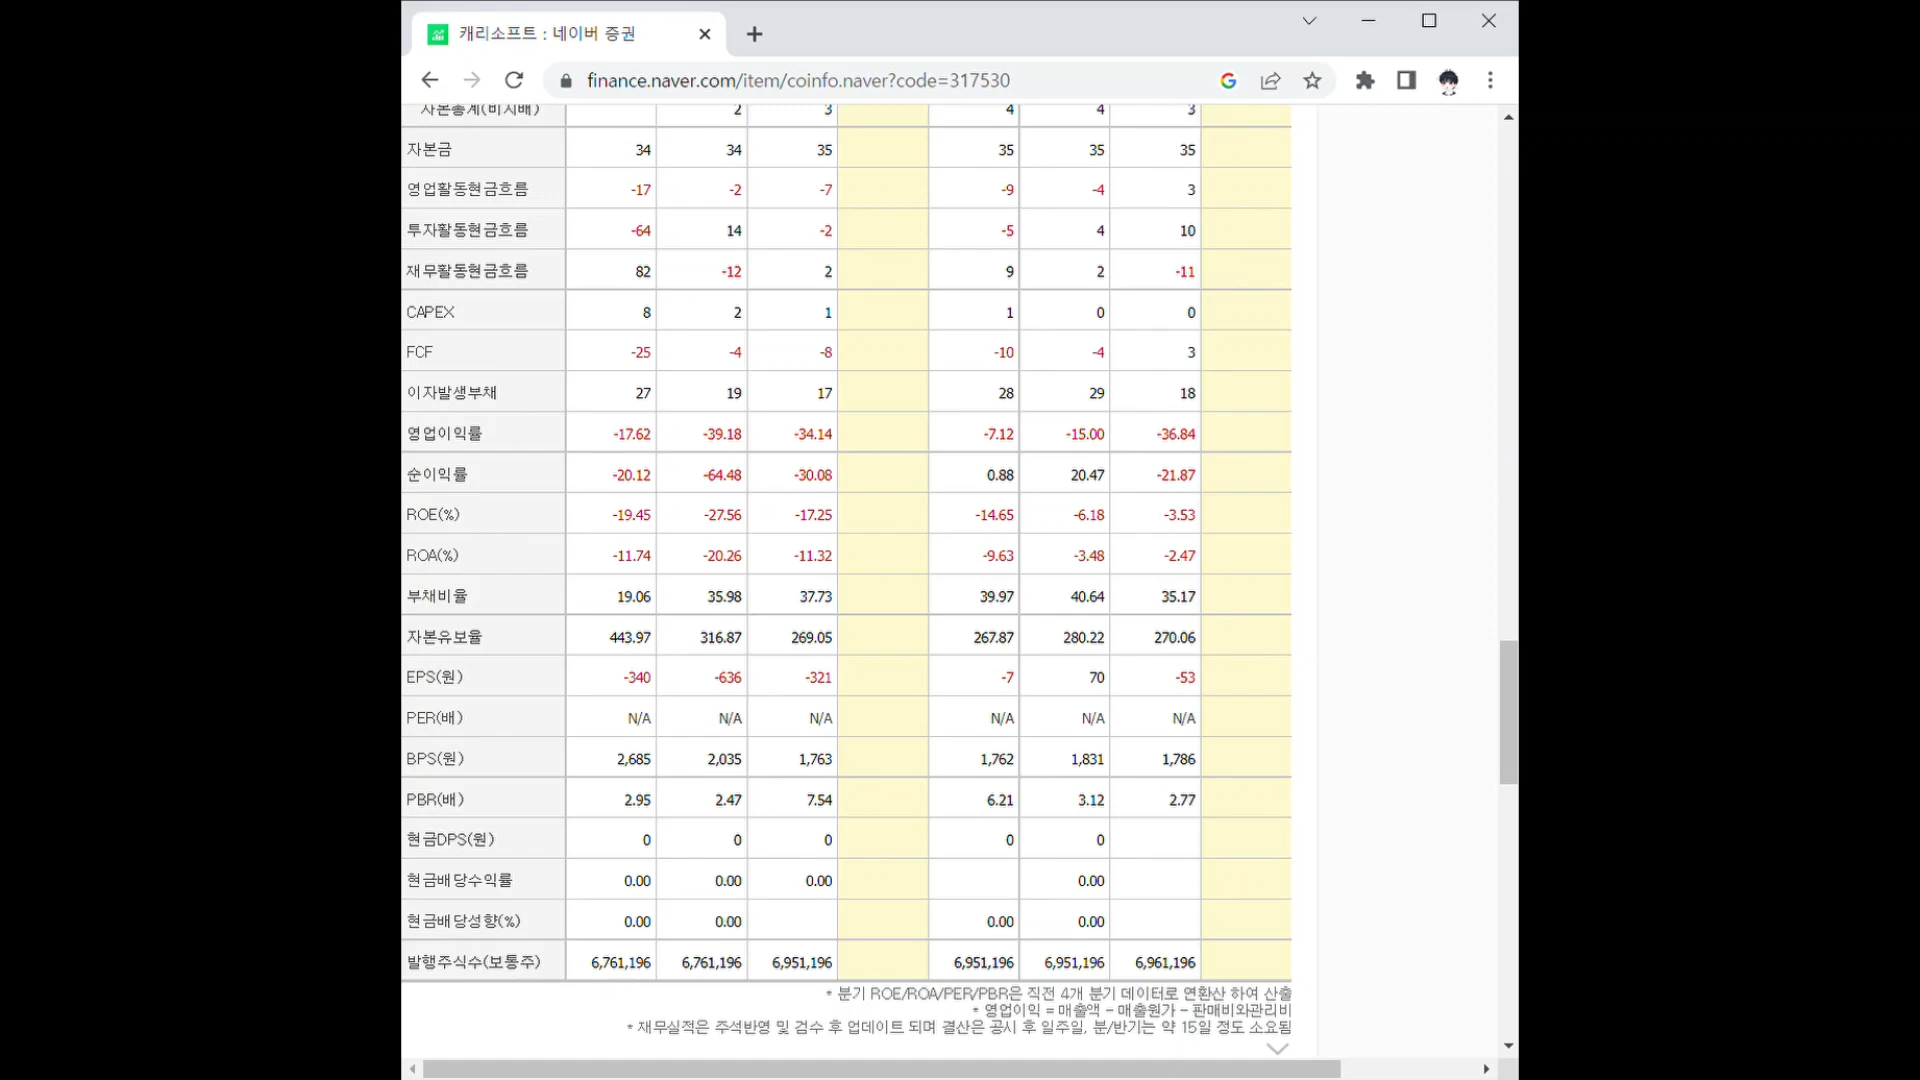 캐리소프트 : 네이버 증권
finance.naver.com/item/coinfo.naver?code=317530
자본총계(비지배) 2 3 4 4 3
자본금 34 34 35 35 35 35
영업활동현금흐름 -17 -2 -7 -9 -4 3
투자활동현금흐름 -64 14 -2 -5 4 10
재무활동현금흐름 82 -12 2 9 2 -11
CAPEX 8 2 1 1 0 0
FCF -25 -4 -8 -10 -4 3
이자발생부채 27 19 17 28 29 18
영업이익률 -17.62 -39.18 -34.14 -7.12 -15.00 -36.84
순이익률 -20.12 -64.48 -30.08 0.88 20.47 -21.87
ROE(%) -19.45 -27.56 -17.25 -14.65 -6.18 -3.53
ROA(%) -11.74 -20.26 -11.32 -9.63 -3.48 -2.47
부채비율 19.06 35.98 37.73 39.97 40.64 35.17
자본유보율 443.97 316.87 269.05 267.87 280.22 270.06
EPS(원) -340 -636 -321 -7 70 -53
PER(배) N/A N/A N/A N/A N/A N/A
BPS(원) 2,685 2,035 1,763 1,762 1,831 1,786
PBR(배) 2.95 2.47 7.54 6.21 3.12 2.77
현금DPS(원) 0 0 0 0 0
현금배당수익률 0.00 0.00 0.00 0.00
현금배당성향(%) 0.00 0.00 0.00 0.00
발행주식수(보통주) 6,761,196 6,761,196 6,951,196 6,951,196 6,951,196 6,961,196
* 분기 ROE/ROA/PER/PBR은 직전 4개 분기 데이터로 연환산 하여 산출
* 영업이익 = 매출액 - 매출원가 - 판매비와관리비
* 재무실적은 주석반영 및 검수 후 업데이트 되며 결산은 공시 후 일주일, 분/반기는 약 15일 정도 소요됨